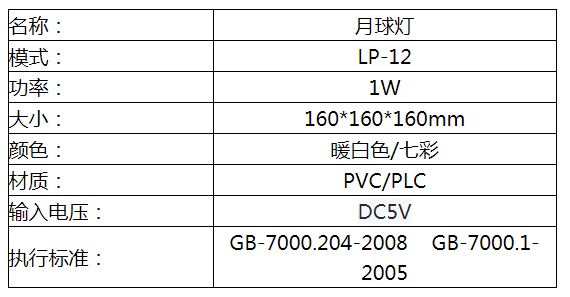 名称： 月球灯
模式： LP-12
功率： 1W
大小： 160*160*160mm
颜色： 暖白色/七彩
材质： PVC/PLC
输入电压： DC5V
执行标准： GB-7000.204-2008 GB-7000.1-
2005